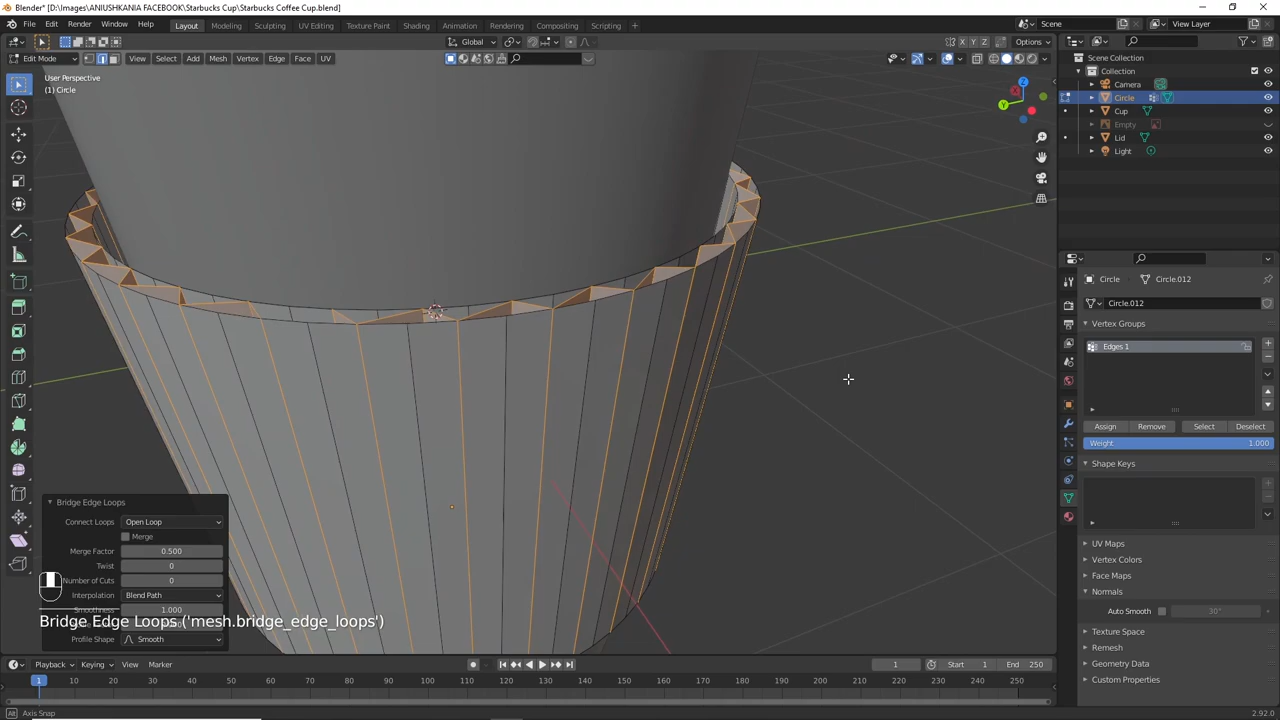 Blender* [D:\Images\ANIUSHKANIA FACEBOOK\Starbucks Cup\Starbucks Coffee Cup.blend]
File Edit Render Window Help Layout Modeling Sculpting UV Editing Texture Paint Shading Animation Rendering Compositing Scripting + Scene View Layer
Global X Y Z Options
Edit Mode View Select Add Mesh Vertex Edge Face UV
Scene Collection
Collection
Camera
Circle
Cup
Empty
Lid
Light
User Perspective
(1) Circle
Circle Circle.012
Circle.012
Vertex Groups
Edges 1
Assign Remove Select Deselect
Weight 1.000
Shape Keys
UV Maps
Vertex Colors
Face Maps
Normals
Auto Smooth 30°
Texture Space
Remesh
Geometry Data
Custom Properties
Bridge Edge Loops
Connect Loops Open Loop
Merge
Merge Factor 0.500
Twist 0
Number of Cuts 0
Interpolation Blend Path
Smoothness 1.000
Bridge Edge Loops ('mesh.bridge_edge_loops')
Profile Shape Smooth
Playback Keying View Marker 1 Start 1 End 250
1 10 20 30 40 50 60 70 80 90 100 110 120 130 140 150 160 170 180 190 200 210 220 230 240 250
Axis Snap 2.92.0